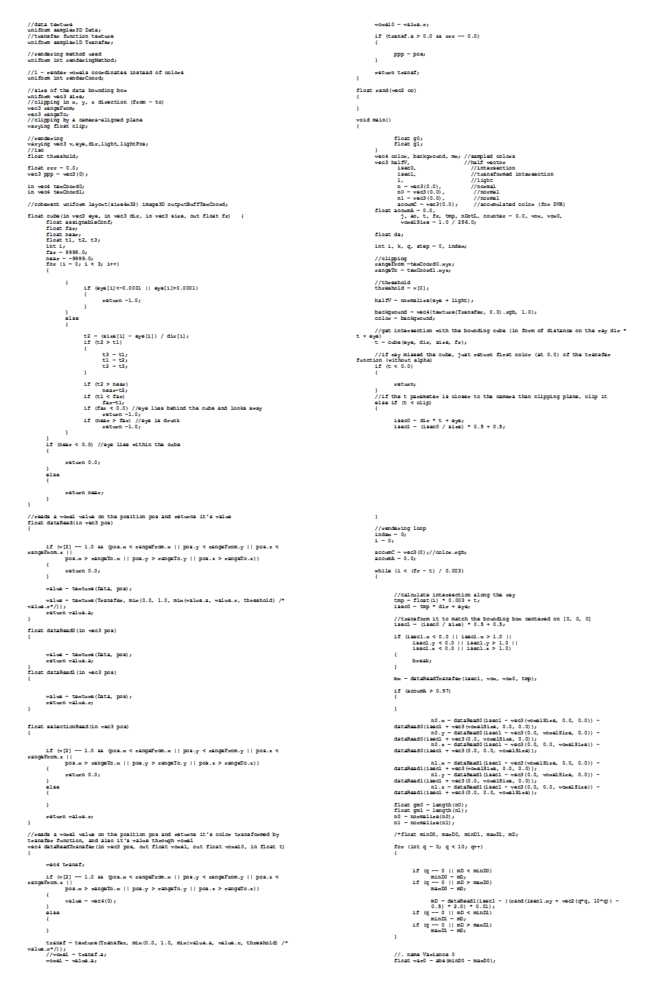 //data texture
uniform sampler3D Data;
//transfer function texture
uniform sampler1D Transfer;
//rendering method used
uniform int renderingMethod;
//1 - render voxels coordinates instead of colors
uniform int renderCoord;
//size of the data bounding box
uniform vec3 size;
//clipping in x, y, z direction (from - to)
vec3 rangeFrom;
vec3 rangeTo;
//clipping by a camera-aligned plane
varying float clip;
//rendering
varying vec3 v,eye,dir,light,lightPos;
//iso
float threshold;
float rrr = 0.0;
vec3 ppp = vec3(0);
in vec4 texCoord0;
in vec4 texCoord1;
//coherent uniform layout(size4x32) image3D outputBuffTexCoord;
float cube(in vec3 eye, in vec3 dir, in vec3 size, out float fr) {
float assignableConf;
float far;
float near;
float t1, t2, t3;
int i;
far = 9999.0;
near = -9999.0;
for (i = 0; i < 3; i++)
{
{
if (eye[i]<-0.0001 || eye[i]>0.0001)
{
return -1.0;
}
}
else
{
t2 = (size[i] - eye[i]) / dir[i];
if (t2 > t1)
{
t3 = t1;
t1 = t2;
t2 = t3;
}
if (t2 > near)
near=t2;
if (t1 < far)
far=t1;
if (far < 0.0) //eye lies behind the cube and looks away
return -1.0;
if (near > far) //eye is drunk
return -1.0;
}
}
if (near < 0.0) //eye lies within the cube
{
return 0.0;
}
else
{
return near;
}
}
//reads a voxel value on the position pos and returns it's value
float dataRead(in vec3 pos)
{
if (v[2] == 1.0 && (pos.x < rangeFrom.x || pos.y < rangeFrom.y || pos.z <
rangeFrom.z ||
pos.x > rangeTo.x || pos.y > rangeTo.y || pos.z > rangeTo.z))
{
return 0.0;
}
value = texture(Data, pos);
value = texture(Transfer, mix(0.0, 1.0, mix(value.a, value.r, threshold) /*
value.r*/));
return value.a;
}
float dataRead0(in vec3 pos)
{
value = texture(Data, pos);
return value.a;
}
float dataRead1(in vec3 pos)
{
value = texture(Data, pos);
return value.r;
}
float selectionRead(in vec3 pos)
{
if (v[2] == 1.0 && (pos.x < rangeFrom.x || pos.y < rangeFrom.y || pos.z <
rangeFrom.z ||
pos.x > rangeTo.x || pos.y > rangeTo.y || pos.z > rangeTo.z))
{
return 0.0;
}
else
{
}
return value.r;
}
//reads a voxel value on the position pos and returns it's color transformed by
transfer function, and also it's value through voxel
vec4 dataReadTransfer(in vec3 pos, out float voxel, out float voxel0, in float t)
{
vec4 transf;
if (v[2] == 1.0 && (pos.x < rangeFrom.x || pos.y < rangeFrom.y || pos.z <
rangeFrom.z ||
pos.x > rangeTo.x || pos.y > rangeTo.y || pos.z > rangeTo.z))
{
value = vec4(0);
}
else
{
}
transf = texture(Transfer, mix(0.0, 1.0, mix(value.a, value.r, threshold) /*
value.r*/));
//voxel = transf.a;
voxel = value.a;
voxel0 = value.r;
if (transf.a > 0.0 && rrr == 0.0)
{
ppp = pos;
}
return transf;
}
float rand(vec2 co)
{
}
void main()
{
float g0;
float g1;
}
vec4 color, background, mx; //sampled colors
vec3 halfV, //half vector
isec0, //intersection
isec1, //transformed intersection
l, //light
n = vec3(0.0), //normal
n0 = vec3(0.0), //normal
n1 = vec3(0.0), //normal
accumC = vec3(0.0); //accumulated color (for DVR)
float accumA = 0.0,
j, ao, t, fr, tmp, nDotL, counter = 0.0, vox, vox0,
voxelSize = 1.0 / 256.0;
float ds;
int i, k, q, step = 0, index;
//clipping
rangeFrom =texCoord0.xyz;
rangeTo = texCoord1.xyz;
//threshold
threshold = v[0];
halfV = normalize(eye + light);
background = vec4(texture(Transfer, 0.0).rgb, 1.0);
color = background;
//get intersection with the bounding cube (in form of distance on the ray dir *
t + eye)
t = cube(eye, dir, size, fr);
//if ray missed the cube, just return first color (at 0.0) of the transfer
function (without alpha)
if (t < 0.0)
{
return;
}
//if the t parameter is closer to the camera than clipping plane, clip it
else if (t < clip)
{
isec0 = dir * t + eye;
isec1 = (isec0 / size) * 0.5 + 0.5;
}
//rendering loop
index = 0;
i = 0;
accumC = vec3(0);//color.rgb;
accumA = 0.0;
while (i < (fr - t) / 0.003)
{
//calculate intersection along the ray
tmp = float(i) * 0.003 + t;
isec0 = tmp * dir + eye;
//transform it to match the bounding box centered on [0, 0, 0]
isec1 = (isec0 / size) * 0.5 + 0.5;
if (isec1.x < 0.0 || isec1.x > 1.0 ||
isec1.y < 0.0 || isec1.y > 1.0 ||
isec1.z < 0.0 || isec1.z > 1.0)
{
break;
}
mx = dataReadTransfer(isec1, vox, vox0, tmp);
if (accumA > 0.97)
{
}
n0.x = dataRead0(isec1 - vec3(voxelSize, 0.0, 0.0)) -
dataRead0(isec1 + vec3(voxelSize, 0.0, 0.0));
n0.y = dataRead0(isec1 - vec3(0.0, voxelSize, 0.0)) -
dataRead0(isec1 + vec3(0.0, voxelSize, 0.0));
n0.z = dataRead0(isec1 - vec3(0.0, 0.0, voxelSize)) -
dataRead0(isec1 + vec3(0.0, 0.0, voxelSize));
n1.x = dataRead1(isec1 - vec3(voxelSize, 0.0, 0.0)) -
dataRead1(isec1 + vec3(voxelSize, 0.0, 0.0));
n1.y = dataRead1(isec1 - vec3(0.0, voxelSize, 0.0)) -
dataRead1(isec1 + vec3(0.0, voxelSize, 0.0));
n1.z = dataRead1(isec1 - vec3(0.0, 0.0, voxelSize)) -
dataRead1(isec1 + vec3(0.0, 0.0, voxelSize));
float gm0 = length(n0);
float gm1 = length(n1);
n0 = normalize(n0);
n1 = normalize(n1);
/*float minD0, maxD0, minD1, maxD1, mD;
for (int q = 0; q < 10; q++)
{
if (q == 0 || mD < minD0)
minD0 = mD;
if (q == 0 || mD > maxD0)
maxD0 = mD;
mD = dataRead1(isec1 - ((rand(isec1.xy + vec2(q*q, 10*q)) -
0.5) * 2.0) * 0.01);
if (q == 0 || mD < minD1)
minD1 = mD;
if (q == 0 || mD > maxD1)
maxD1 = mD;
}
//. name Variance 0
float var0 = abs(minD0 - maxD0);